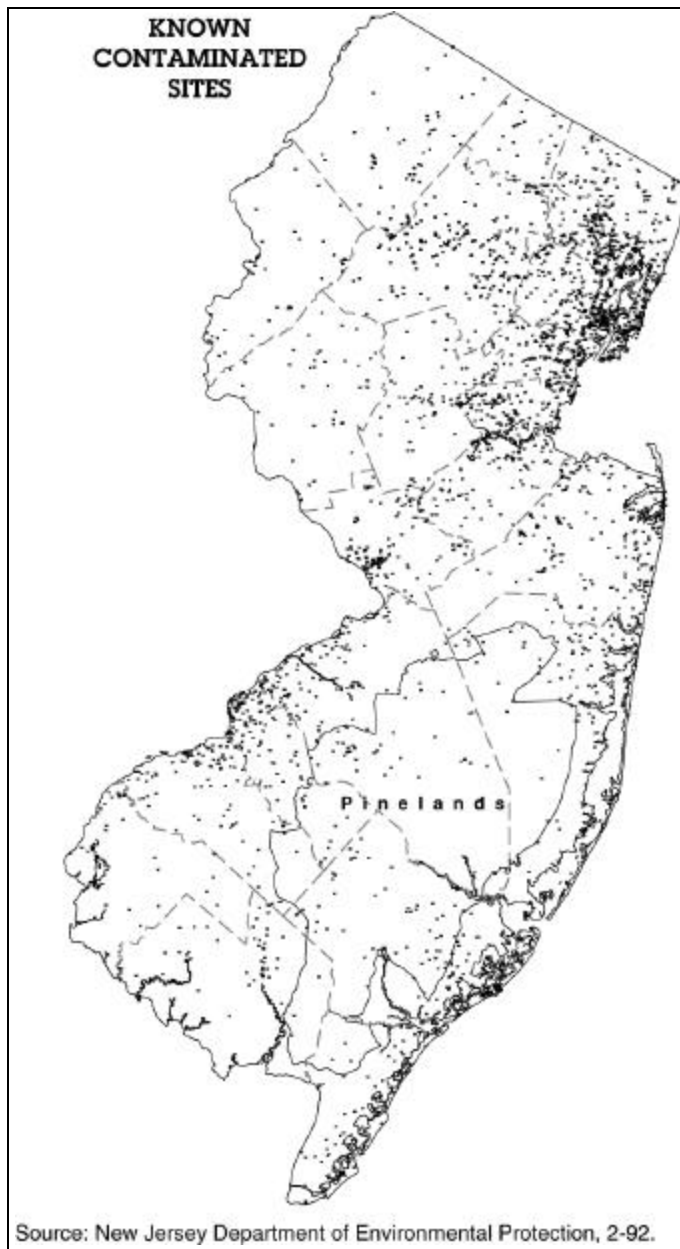 KNOWN
CONTAMINATED
SITES
Pinelands
Source: New Jersey Department of Environmental Protection, 2-92.